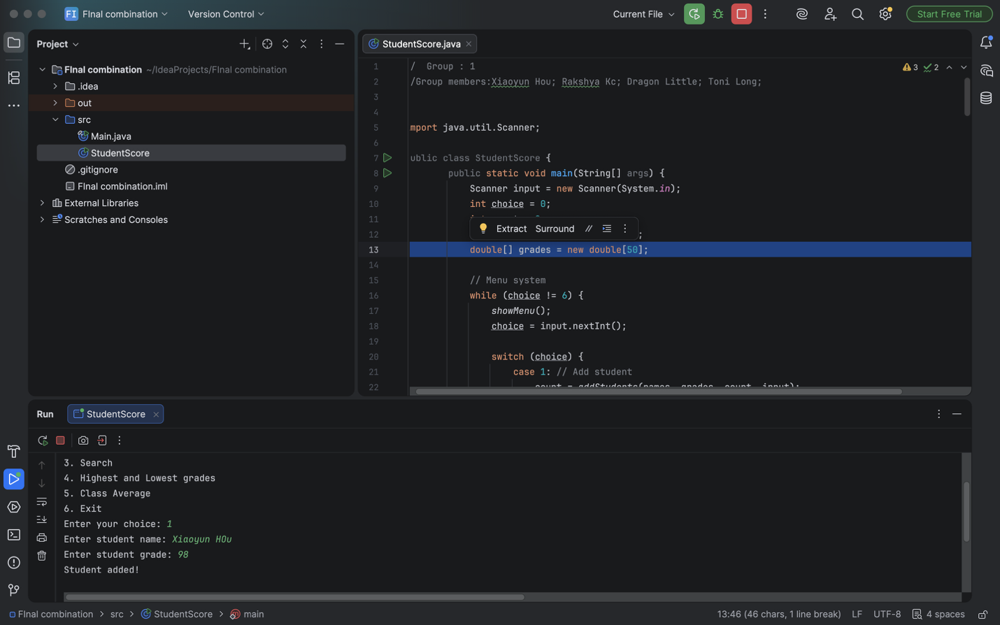 FI FInal combination Version Control Current File Start Free Trial
Project
FInal combination ~/IdeaProjects/FInal combination
.idea
out
src
Main.java
StudentScore
.gitignore
FInal combination.iml
External Libraries
Scratches and Consoles
StudentScore.java
3 2
1 / Group : 1
2 /Group members:Xiaoyun Hou; Rakshya Kc; Dragon Little; Toni Long;
3
4
5 mport java.util.Scanner;
6
7 ublic class StudentScore {
8 public static void main(String[] args) {
9 Scanner input = new Scanner(System.in);
10 int choice = 0;
11
Extract Surround //
12 ;
13 double[] grades = new double[50];
14
15 // Menu system
16 while (choice != 6) {
17 showMenu();
18 choice = input.nextInt();
19
20 switch (choice) {
21 case 1: // Add student
22 count = addStudents(names, grades, count, input);
Run StudentScore
3. Search
4. Highest and Lowest grades
5. Class Average
6. Exit
Enter your choice: 1
Enter student name: Xiaoyun HOu
Enter student grade: 98
Student added!
FInal combination > src > StudentScore > main 13:46 (46 chars, 1 line break) LF UTF-8 4 spaces